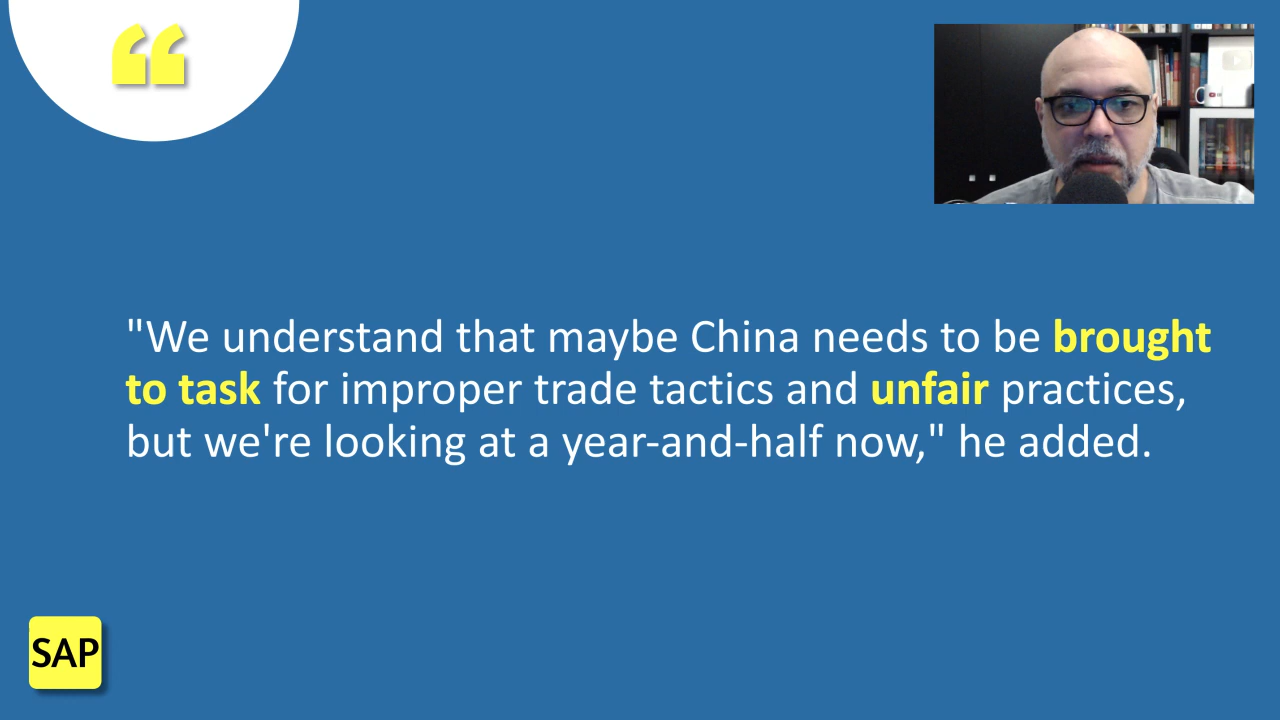 "We understand that maybe China needs to be brought
to task for improper trade tactics and unfair practices,
but we're looking at a year-and-half now," he added.
SAP